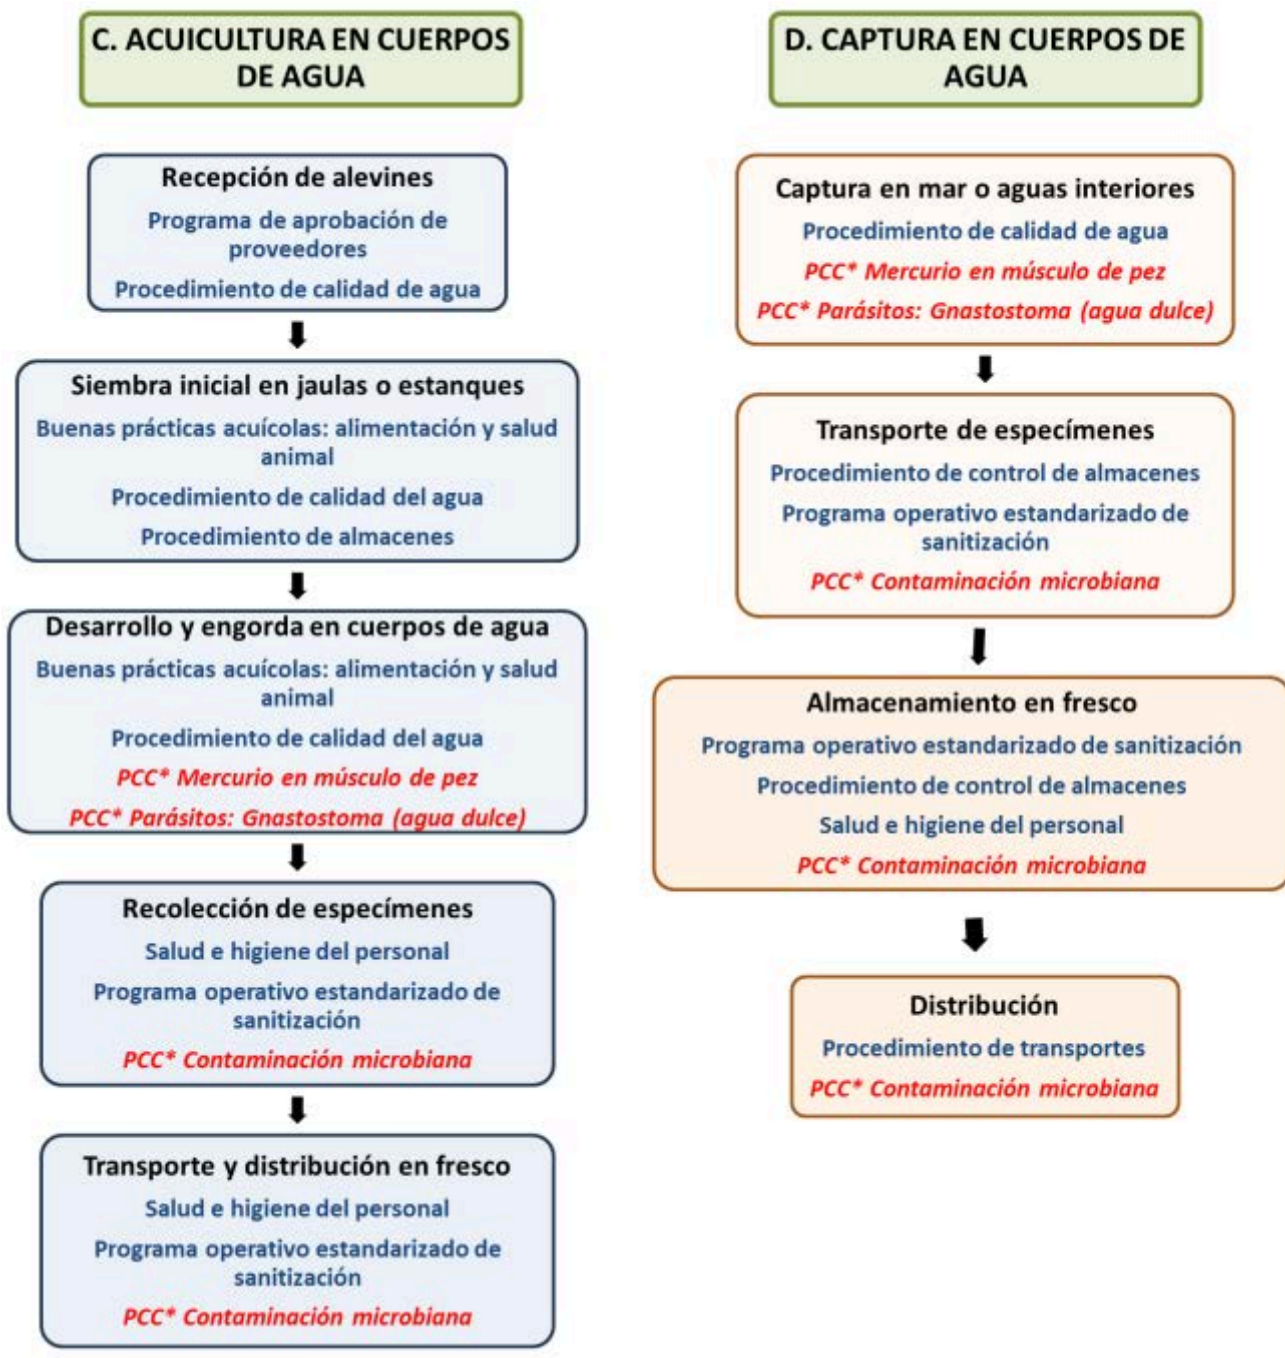 C. ACUICULTURA EN CUERPOS
DE AGUA
Recepción de alevines
Programa de aprobación de
proveedores
Procedimiento de calidad de agua
Siembra inicial en jaulas o estanques
Buenas prácticas acuícolas: alimentación y salud
animal
Procedimiento de calidad del agua
Procedimiento de almacenes
Desarrollo y engorda en cuerpos de agua
Buenas prácticas acuícolas: alimentación y salud
animal
Procedimiento de calidad del agua
PCC* Mercurio en músculo de pez
PCC* Parásitos: Gnastostoma (agua dulce)
Recolección de especímenes
Salud e higiene del personal
Programa operativo estandarizado de
sanitización
PCC* Contaminación microbiana
Transporte y distribución en fresco
Salud e higiene del personal
Programa operativo estandarizado de
sanitización
PCC* Contaminación microbiana
D. CAPTURA EN CUERPOS DE
AGUA
Captura en mar o aguas interiores
Procedimiento de calidad de agua
PCC* Mercurio en músculo de pez
PCC* Parásitos: Gnastostoma (agua dulce)
Transporte de especímenes
Procedimiento de control de almacenes
Programa operativo estandarizado de
sanitización
PCC* Contaminación microbiana
Almacenamiento en fresco
Programa operativo estandarizado de sanitización
Procedimiento de control de almacenes
Salud e higiene del personal
PCC* Contaminación microbiana
Distribución
Procedimiento de transportes
PCC* Contaminación microbiana